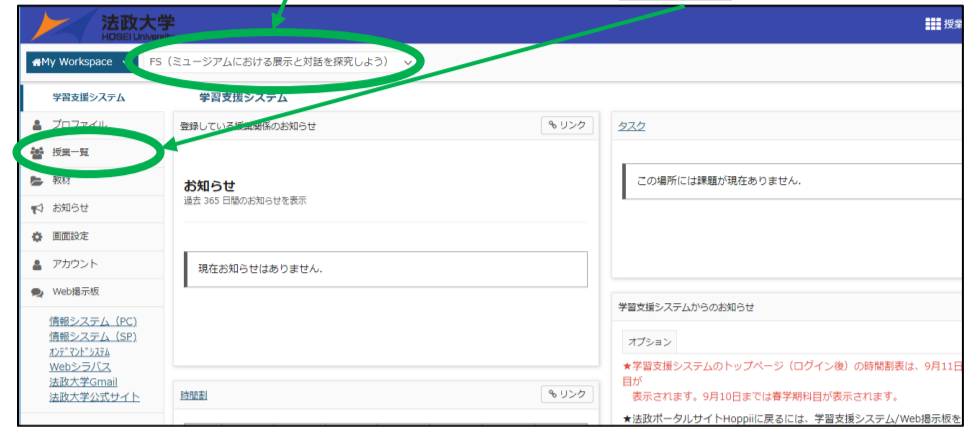 法政大学
HOSEI University
授業
My Workspace
FS（ミュージアムにおける展示と対話を探究しよう）
学習支援システム
学習支援システム
プロファイル
登録している授業関係のお知らせ
リンク
タスク
授業一覧
この場所には課題が現在ありません.
教材
お知らせ
過去 365 日間のお知らせを表示
お知らせ
画面設定
アカウント
現在お知らせはありません.
Web掲示板
学習支援システムからのお知らせ
情報システム（PC）
情報システム（SP）
ｵﾝﾃﾞﾏﾝﾄﾞｼｽﾃﾑ
Webシラバス
法政大学Gmail
法政大学公式サイト
オプション
★学習支援システムのトップページ（ログイン後）の時間割表は、9月11日
目が
表示されます。9月10日までは春学期科目が表示されます。
時間割
リンク
★法政ポータルサイトHoppiiに戻るには、学習支援システム/Web掲示板を